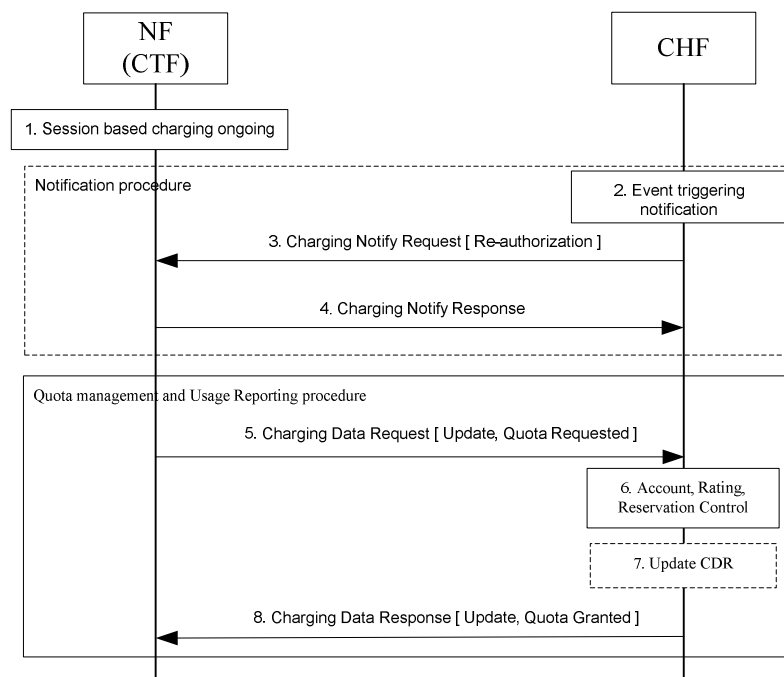 NF
(CTF)
CHF
1. Session based charging ongoing
Notification procedure
2. Event triggering
notification
3. Charging Notify Request [ Re-authorization ]
4. Charging Notify Response
Quota management and Usage Reporting procedure
5. Charging Data Request [ Update, Quota Requested ]
6. Account, Rating,
Reservation Control
7. Update CDR
8. Charging Data Response [ Update, Quota Granted ]